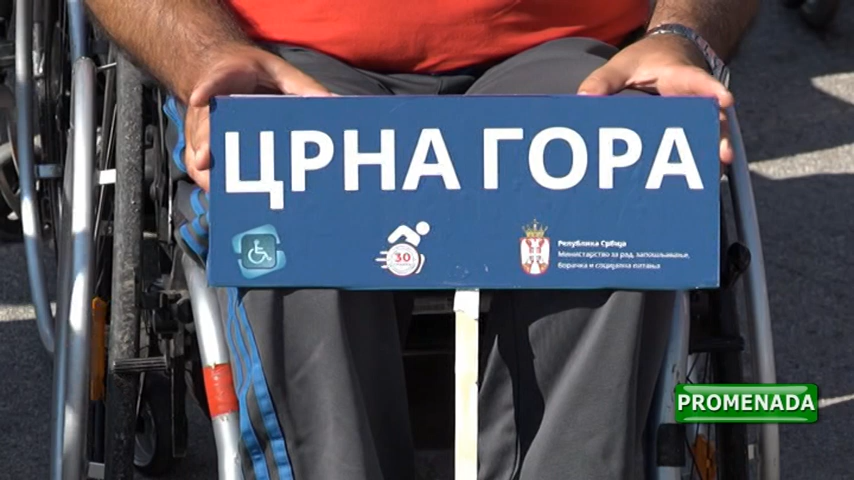 ЦРНА ГОРА
30
Република Србија
Министарство за рад, запошљавање,
борачка и социјална питања
PROMENADA